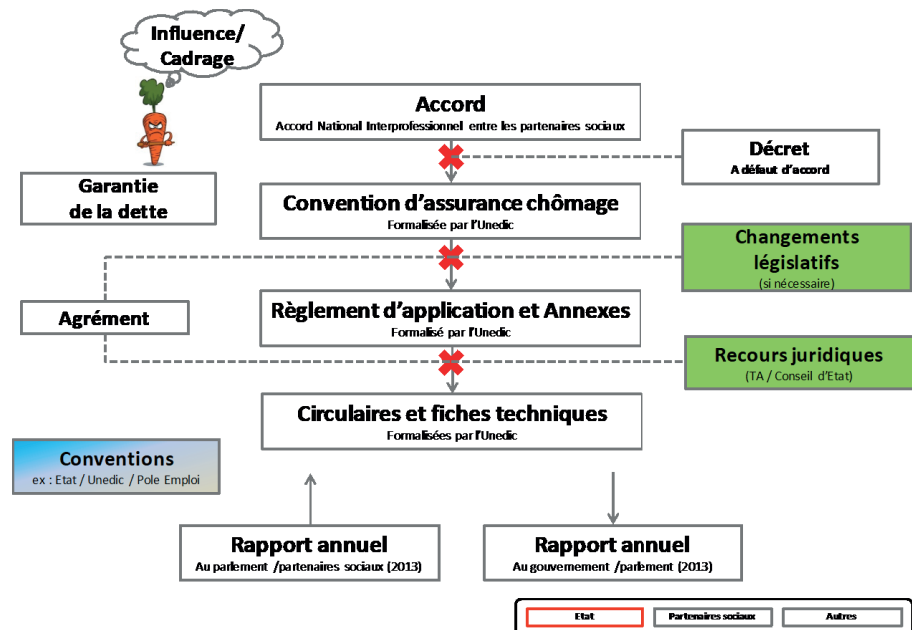 Influence/
Cadrage
Accord
Accord National Interprofessionnel entre les partenaires sociaux
Décret
A défaut d'accord
Garantie
de la dette
Convention d'assurance chômage
Formalisée par l'Unedic
Changements
législatifs
(si nécessaire)
Agrément
Règlement d'application et Annexes
Formalisé par l'Unedic
Recours juridiques
(TA / Conseil d'Etat)
Circulaires et fiches techniques
Formalisées par l'Unedic
Conventions
ex : Etat / Unedic / Pole Emploi
Rapport annuel
Au parlement /partenaires sociaux (2013)
Rapport annuel
Au gouvernement /parlement (2013)
Etat
Partenaires sociaux
Autres